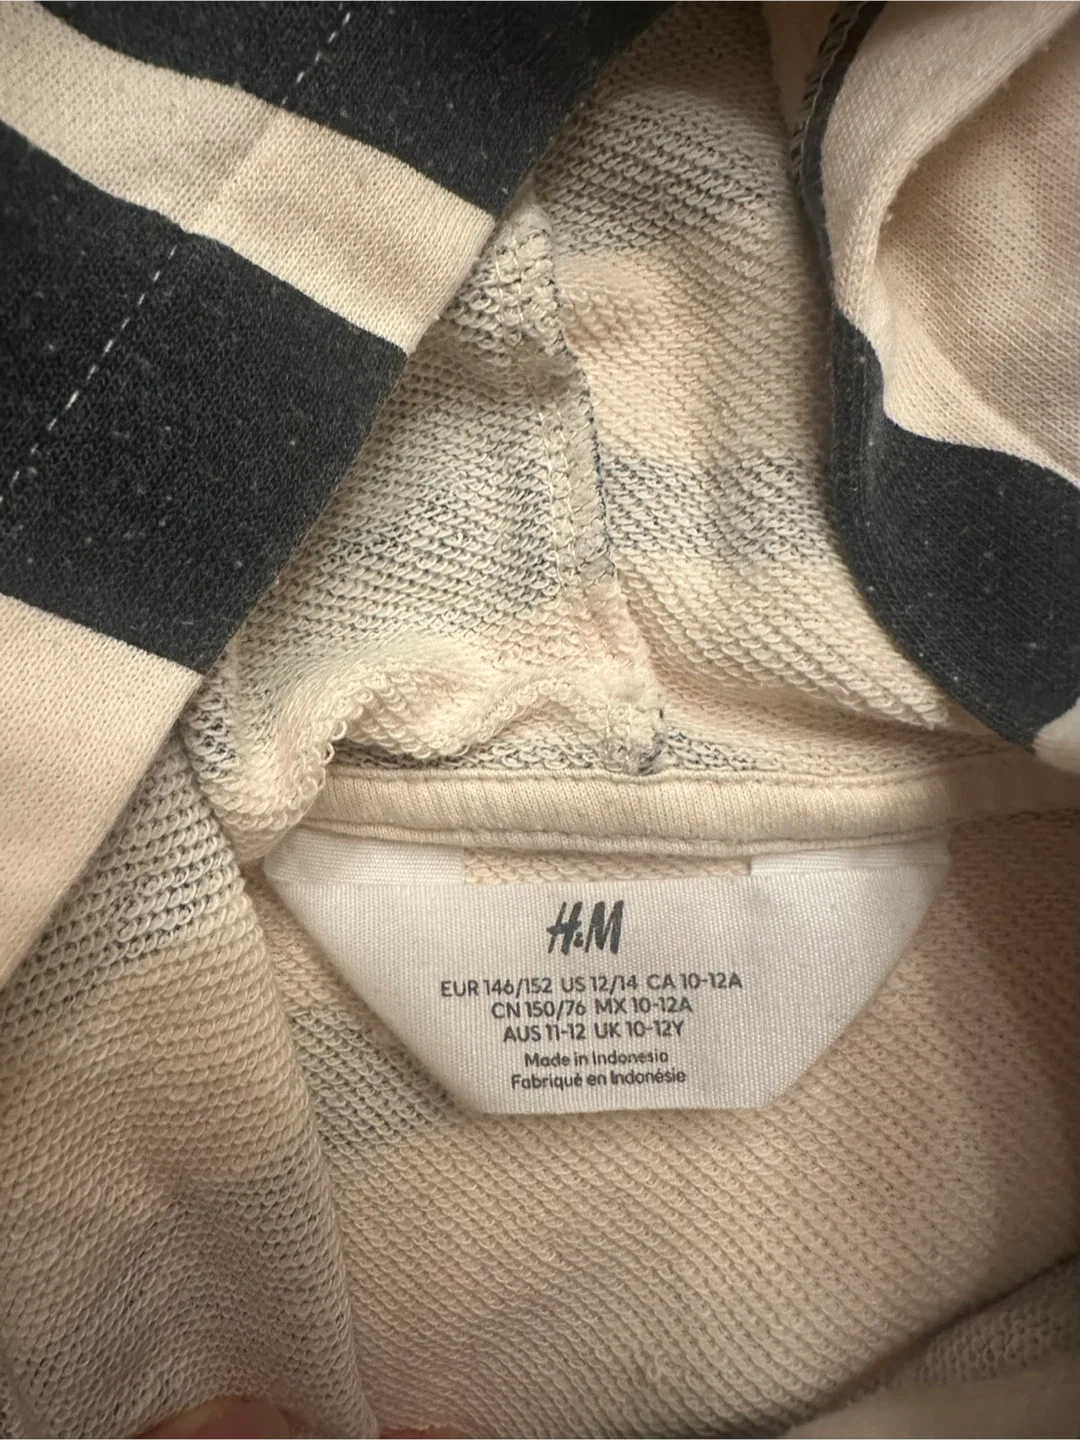 H&M
EUR 146/152 US 12/14 CA 10-12A
CN 150/76 MX 10-12A
AUS 11-12 UK 10-12Y
Made in Indonesia
Fabriqué en Indonésie